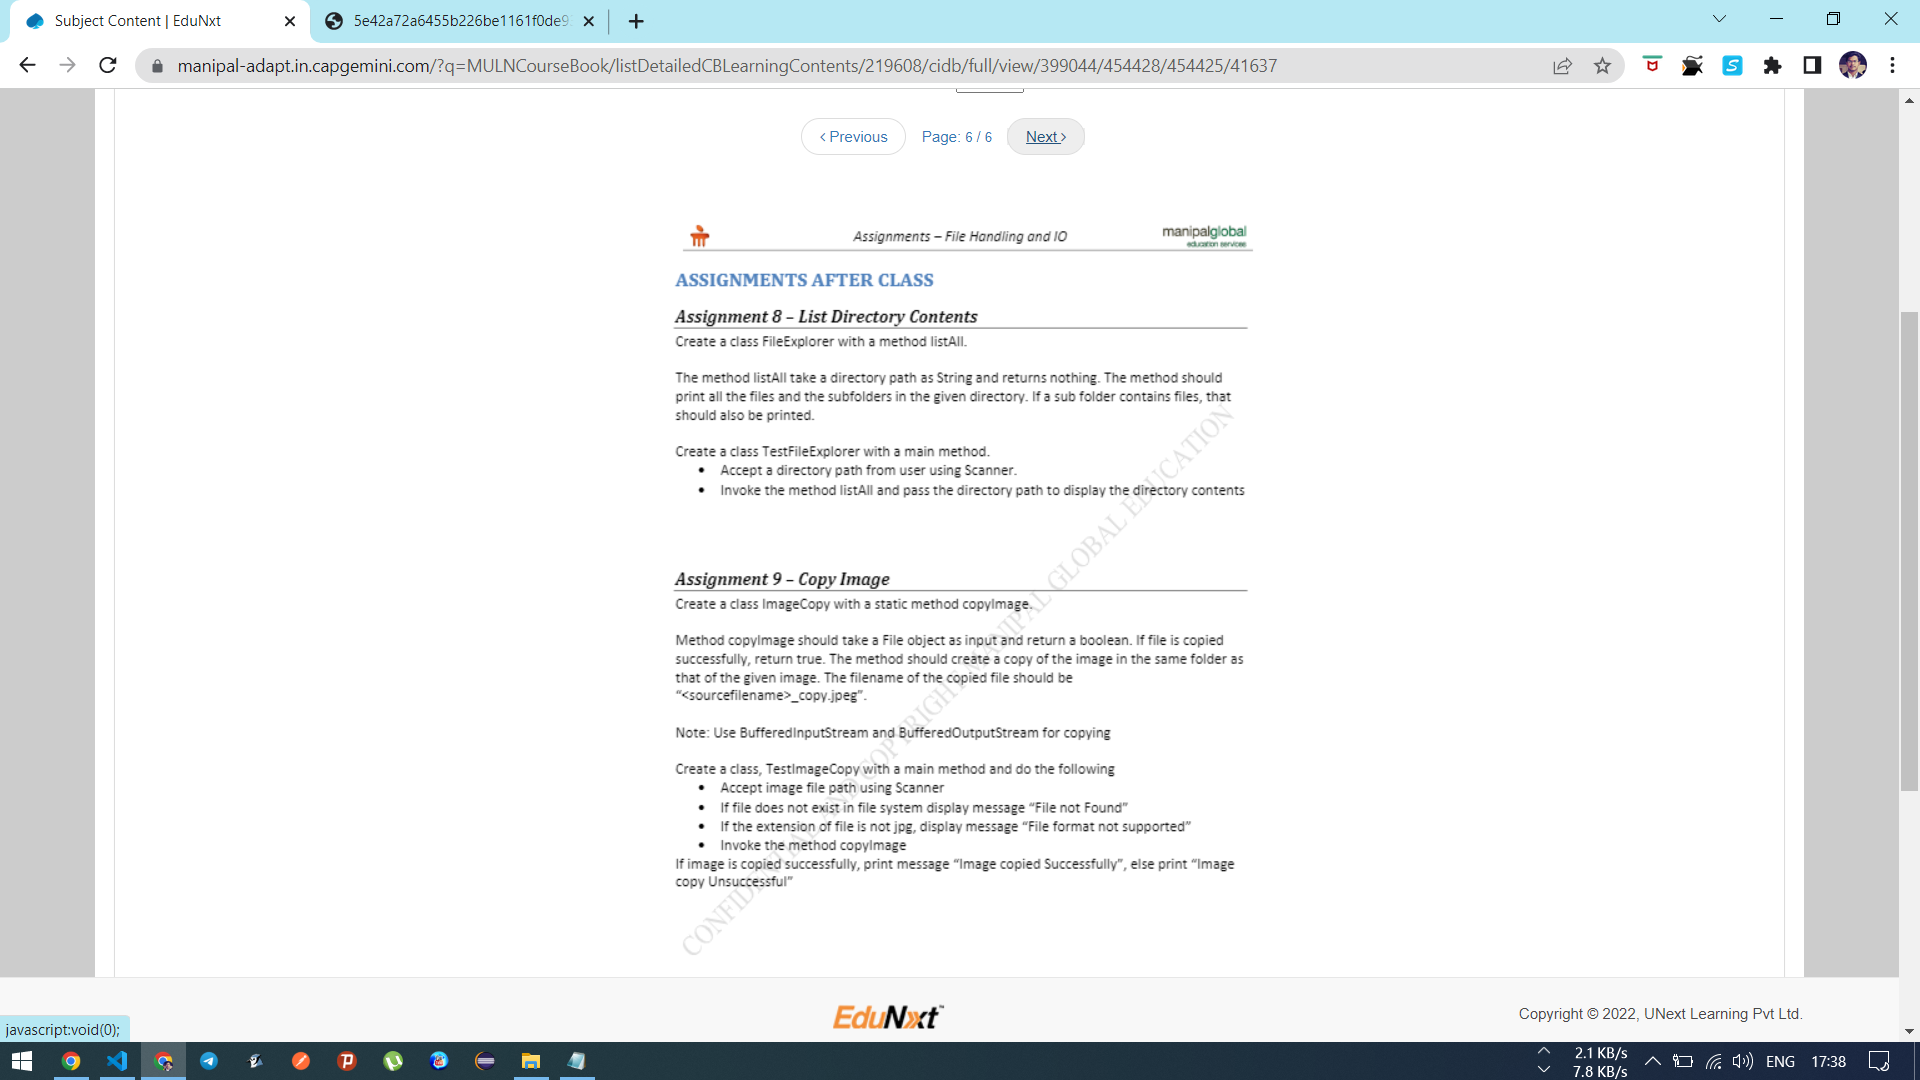 Subject Content | EduNxt
5e42a72a6455b226be1161f0de9
manipal-adapt.in.capgemini.com/?q=MULNCourseBook/listDetailedCBLearningContents/219608/cidb/full/view/399044/454428/454425/41637
‹ Previous
Page: 6 / 6
Next ›
Assignments – File Handling and IO
manipalglobal
education services
ASSIGNMENTS AFTER CLASS
Assignment 8 – List Directory Contents
Create a class FileExplorer with a method listAll.
The method listAll take a directory path as String and returns nothing. The method should
print all the files and the subfolders in the given directory. If a sub folder contains files, that
should also be printed.
Create a class TestFileExplorer with a main method.
• Accept a directory path from user using Scanner.
• Invoke the method listAll and pass the directory path to display the directory contents
Assignment 9 – Copy Image
Create a class ImageCopy with a static method copyImage.
Method copyImage should take a File object as input and return a boolean. If file is copied
successfully, return true. The method should create a copy of the image in the same folder as
that of the given image. The filename of the copied file should be
“<sourcefilename>_copy.jpeg”.
Note: Use BufferedInputStream and BufferedOutputStream for copying
Create a class, TestImageCopy with a main method and do the following
• Accept image file path using Scanner
• If file does not exist in file system display message “File not Found”
• If the extension of file is not jpg, display message “File format not supported”
• Invoke the method copyImage
If image is copied successfully, print message “Image copied Successfully”, else print “Image
copy Unsuccessful”
CONFIDENTIAL AND COPYRIGHT MANIPAL GLOBAL EDUCATION
EduNxt™
Copyright © 2022, UNext Learning Pvt Ltd.
javascript:void(0);
2.1 KB/s
7.8 KB/s
ENG
17:38